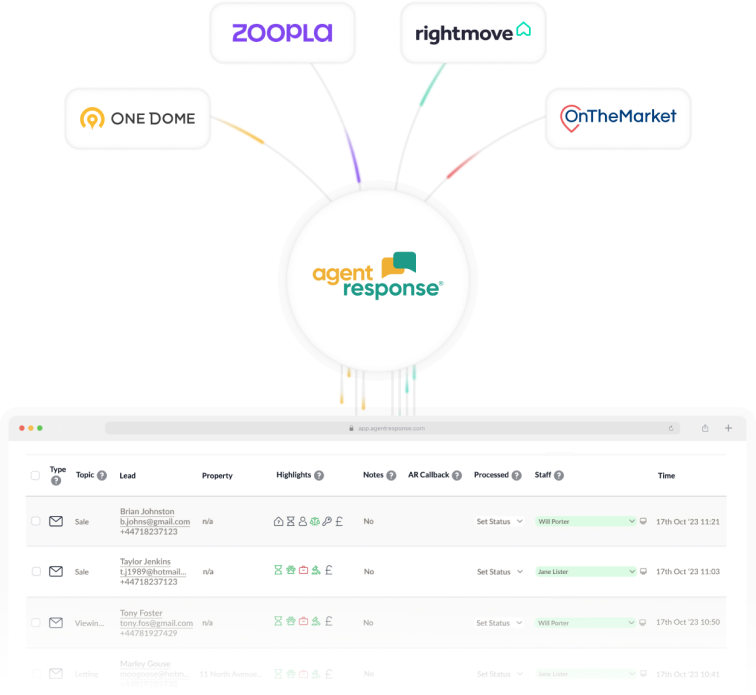 zoopla
rightmove
ONE DOME
OnTheMarket
agent
response®
app.agentresponse.com
Type ? Topic ? Lead Property Highlights ? Notes ? AR Callback ? Processed ? Staff ? Time
Brian Johnston
Sale b.johns@gmail.com n/a £ No Set Status Will Porter 17th Oct '23 11:21
+44718237123
Taylor Jenkins
Sale t.j1989@hotmail... n/a £ No Set Status Jane Lister 17th Oct '23 11:03
+44718237123
Tony Foster
Viewin... tony.fos@gmail.com n/a £ No Set Status Will Porter 17th Oct '23 10:50
+44781927429
Marley Gouse
Letting 11 North Avenue... £ No Set Status Jane Lister 17th Oct '23 10:41